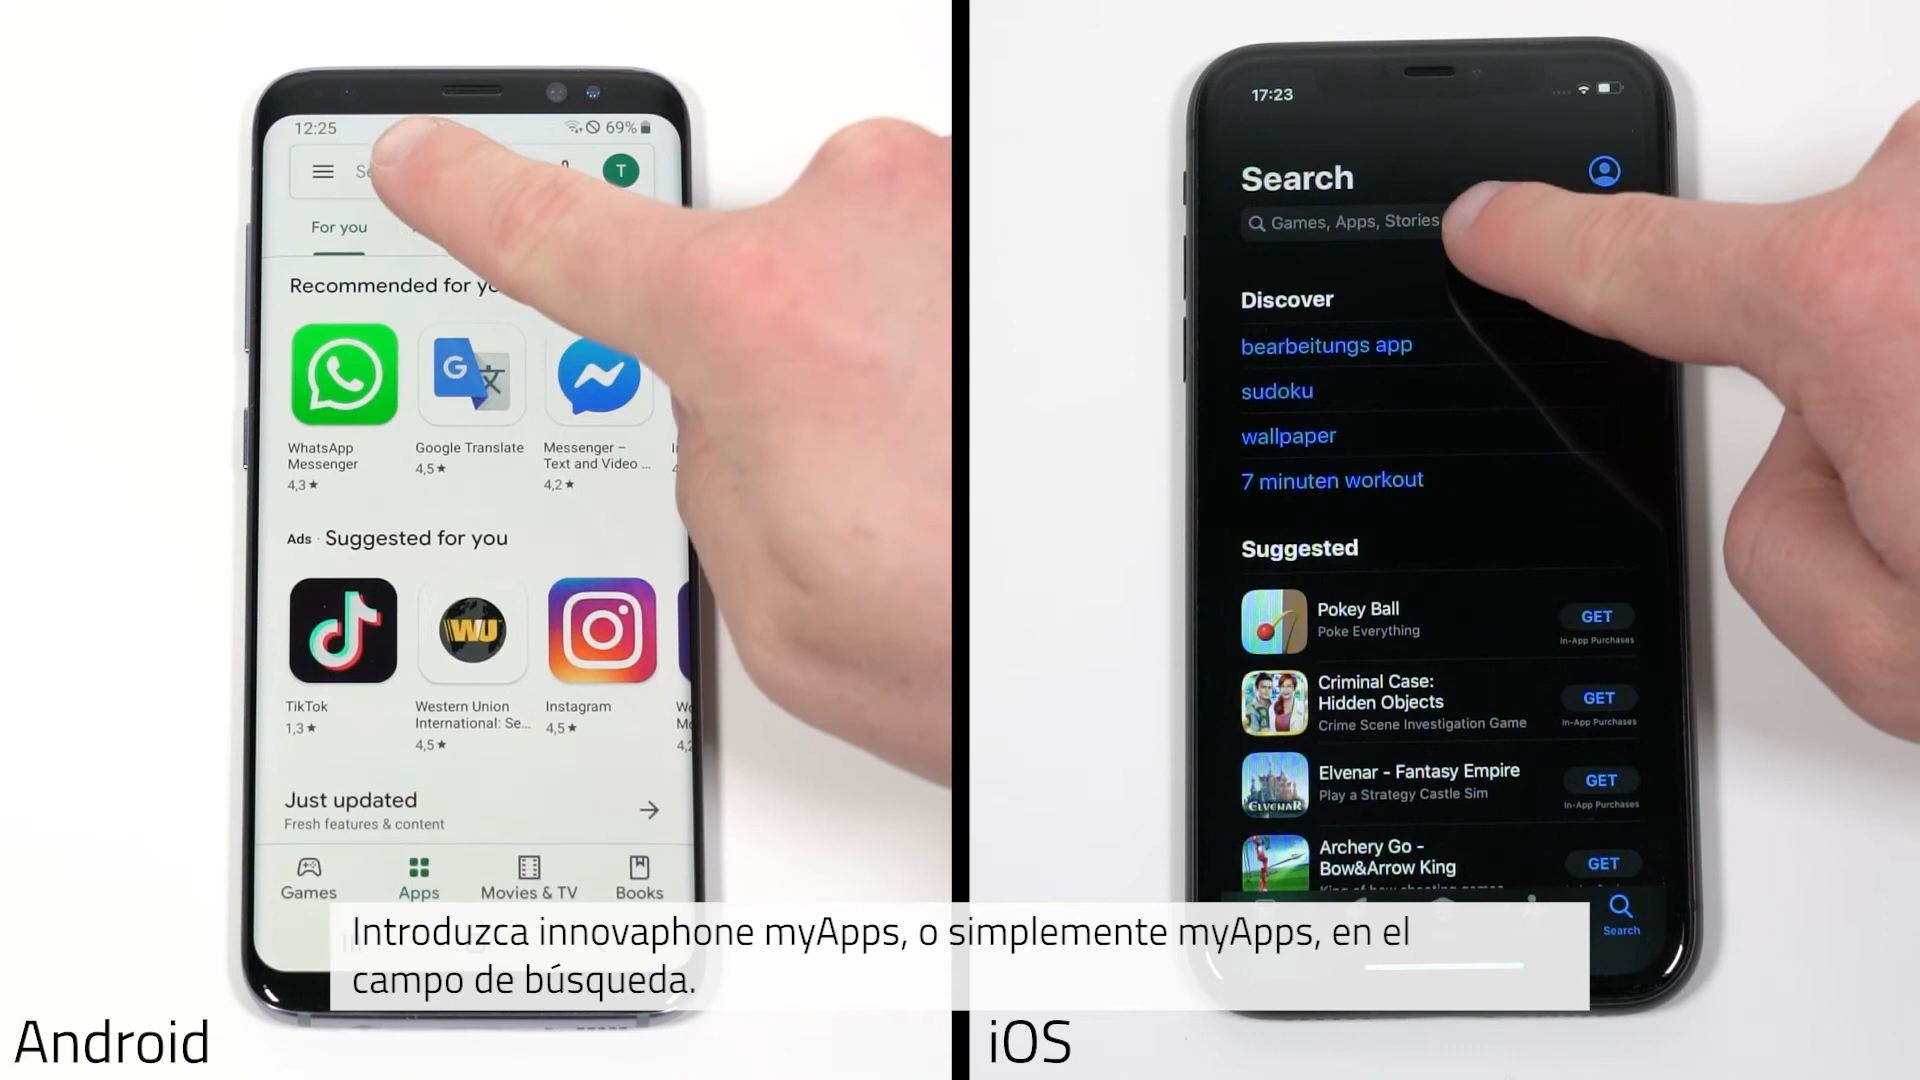 12:25
69%
T
For you
Recommended for
WhatsApp
Messenger
4,3★
Google Translate
4,5★
Messenger –
Text and Video ...
4,2★
Ads · Suggested for you
TikTok
1,3★
WU
Western Union
International: Se...
4,5★
Instagram
4,5★
Just updated
Fresh features & content
Games
Apps
Movies & TV
Books
17:23
Search
Games, Apps, Stories
Discover
bearbeitungs app
sudoku
wallpaper
7 minuten workout
Suggested
Pokey Ball
Poke Everything
GET
In-App Purchases
Criminal Case:
Hidden Objects
Crime Scene Investigation Game
GET
In-App Purchases
ELVENAR
Elvenar - Fantasy Empire
Play a Strategy Castle Sim
GET
In-App Purchases
Archery Go -
Bow&Arrow King
GET
Search
Introduzca innovaphone myApps, o simplemente myApps, en el
campo de búsqueda.
Android
iOS